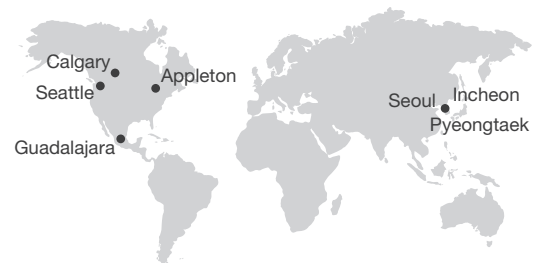 Calgary
Appleton
Seattle
Seoul
Incheon
Pyeongtaek
Guadalajara